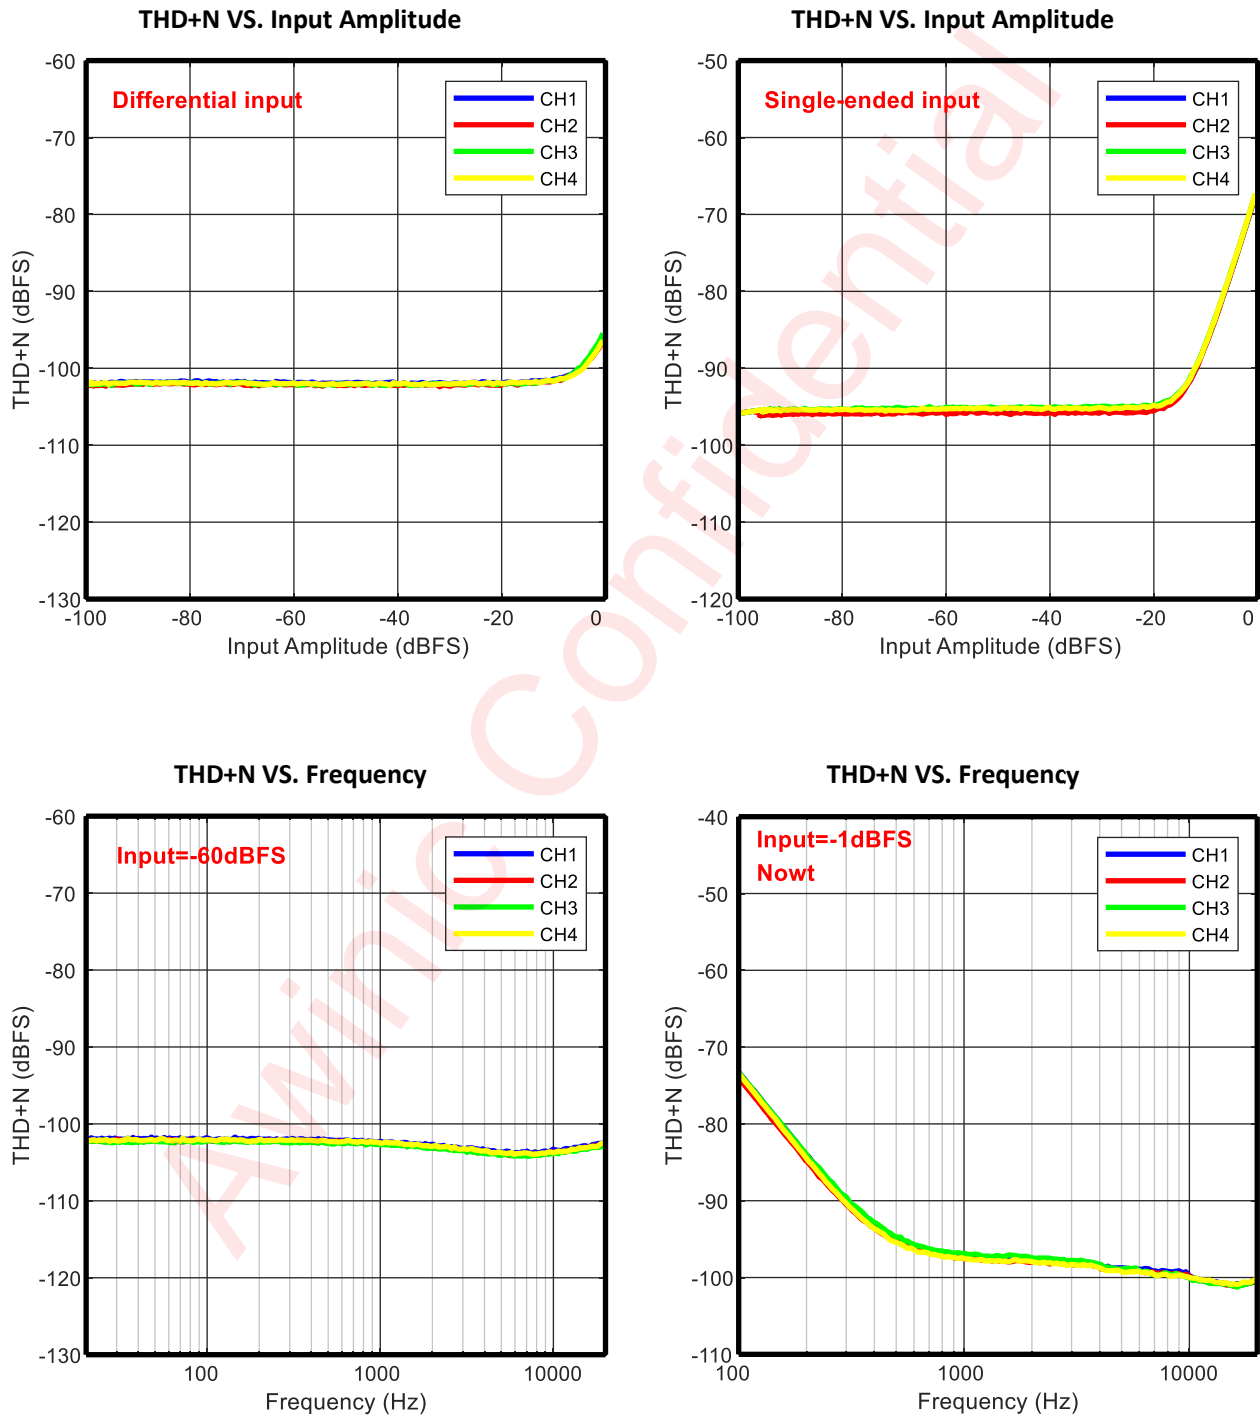 THD+N VS. Input Amplitude
Differential input
CH1
CH2
CH3
CH4
-60
-70
-80
-90
-100
-110
-120
-130
THD+N (dBFS)
-100
-80
-60
-40
-20
0
Input Amplitude (dBFS)
THD+N VS. Input Amplitude
Single-ended input
CH1
CH2
CH3
CH4
-50
-60
-70
-80
-90
-100
-110
-120
THD+N (dBFS)
-100
-80
-60
-40
-20
0
Input Amplitude (dBFS)
THD+N VS. Frequency
Input=-60dBFS
CH1
CH2
CH3
CH4
-60
-70
-80
-90
-100
-110
-120
-130
THD+N (dBFS)
100
1000
10000
Frequency (Hz)
THD+N VS. Frequency
Input=-1dBFS
Nowt
CH1
CH2
CH3
CH4
-40
-50
-60
-70
-80
-90
-100
-110
THD+N (dBFS)
100
1000
10000
Frequency (Hz)
Awinic Confidential